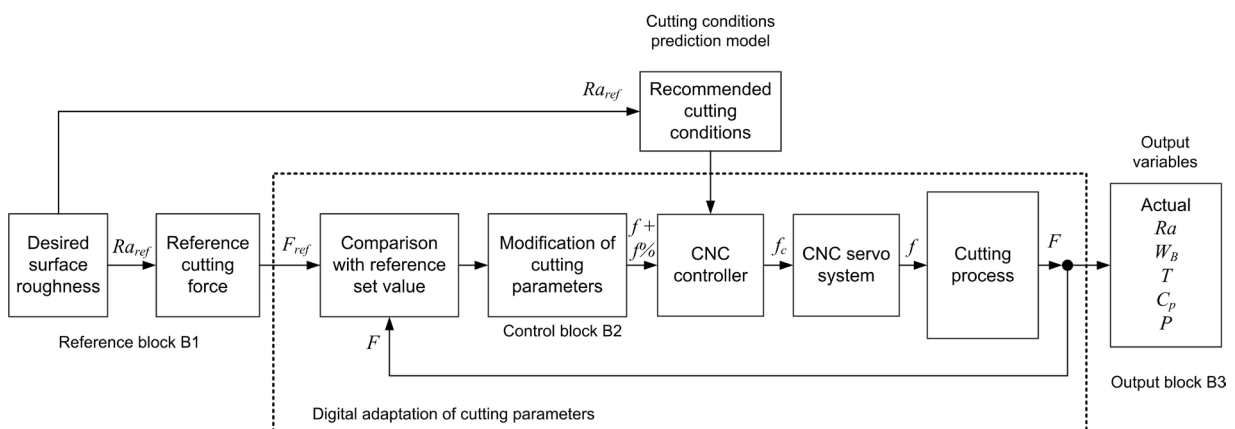 Cutting conditions
prediction model
Ra_ref
Recommended
cutting
conditions
Output
variables
Desired
surface
roughness
Ra_ref
Reference
cutting
force
F_ref
Comparison
with reference
set value
Modification of
cutting
parameters
f +
f%
CNC
controller
f_c
CNC servo
system
f
Cutting
process
F
Actual
Ra
W_B
T
C_p
P
Reference block B1
F
Control block B2
Output block B3
Digital adaptation of cutting parameters